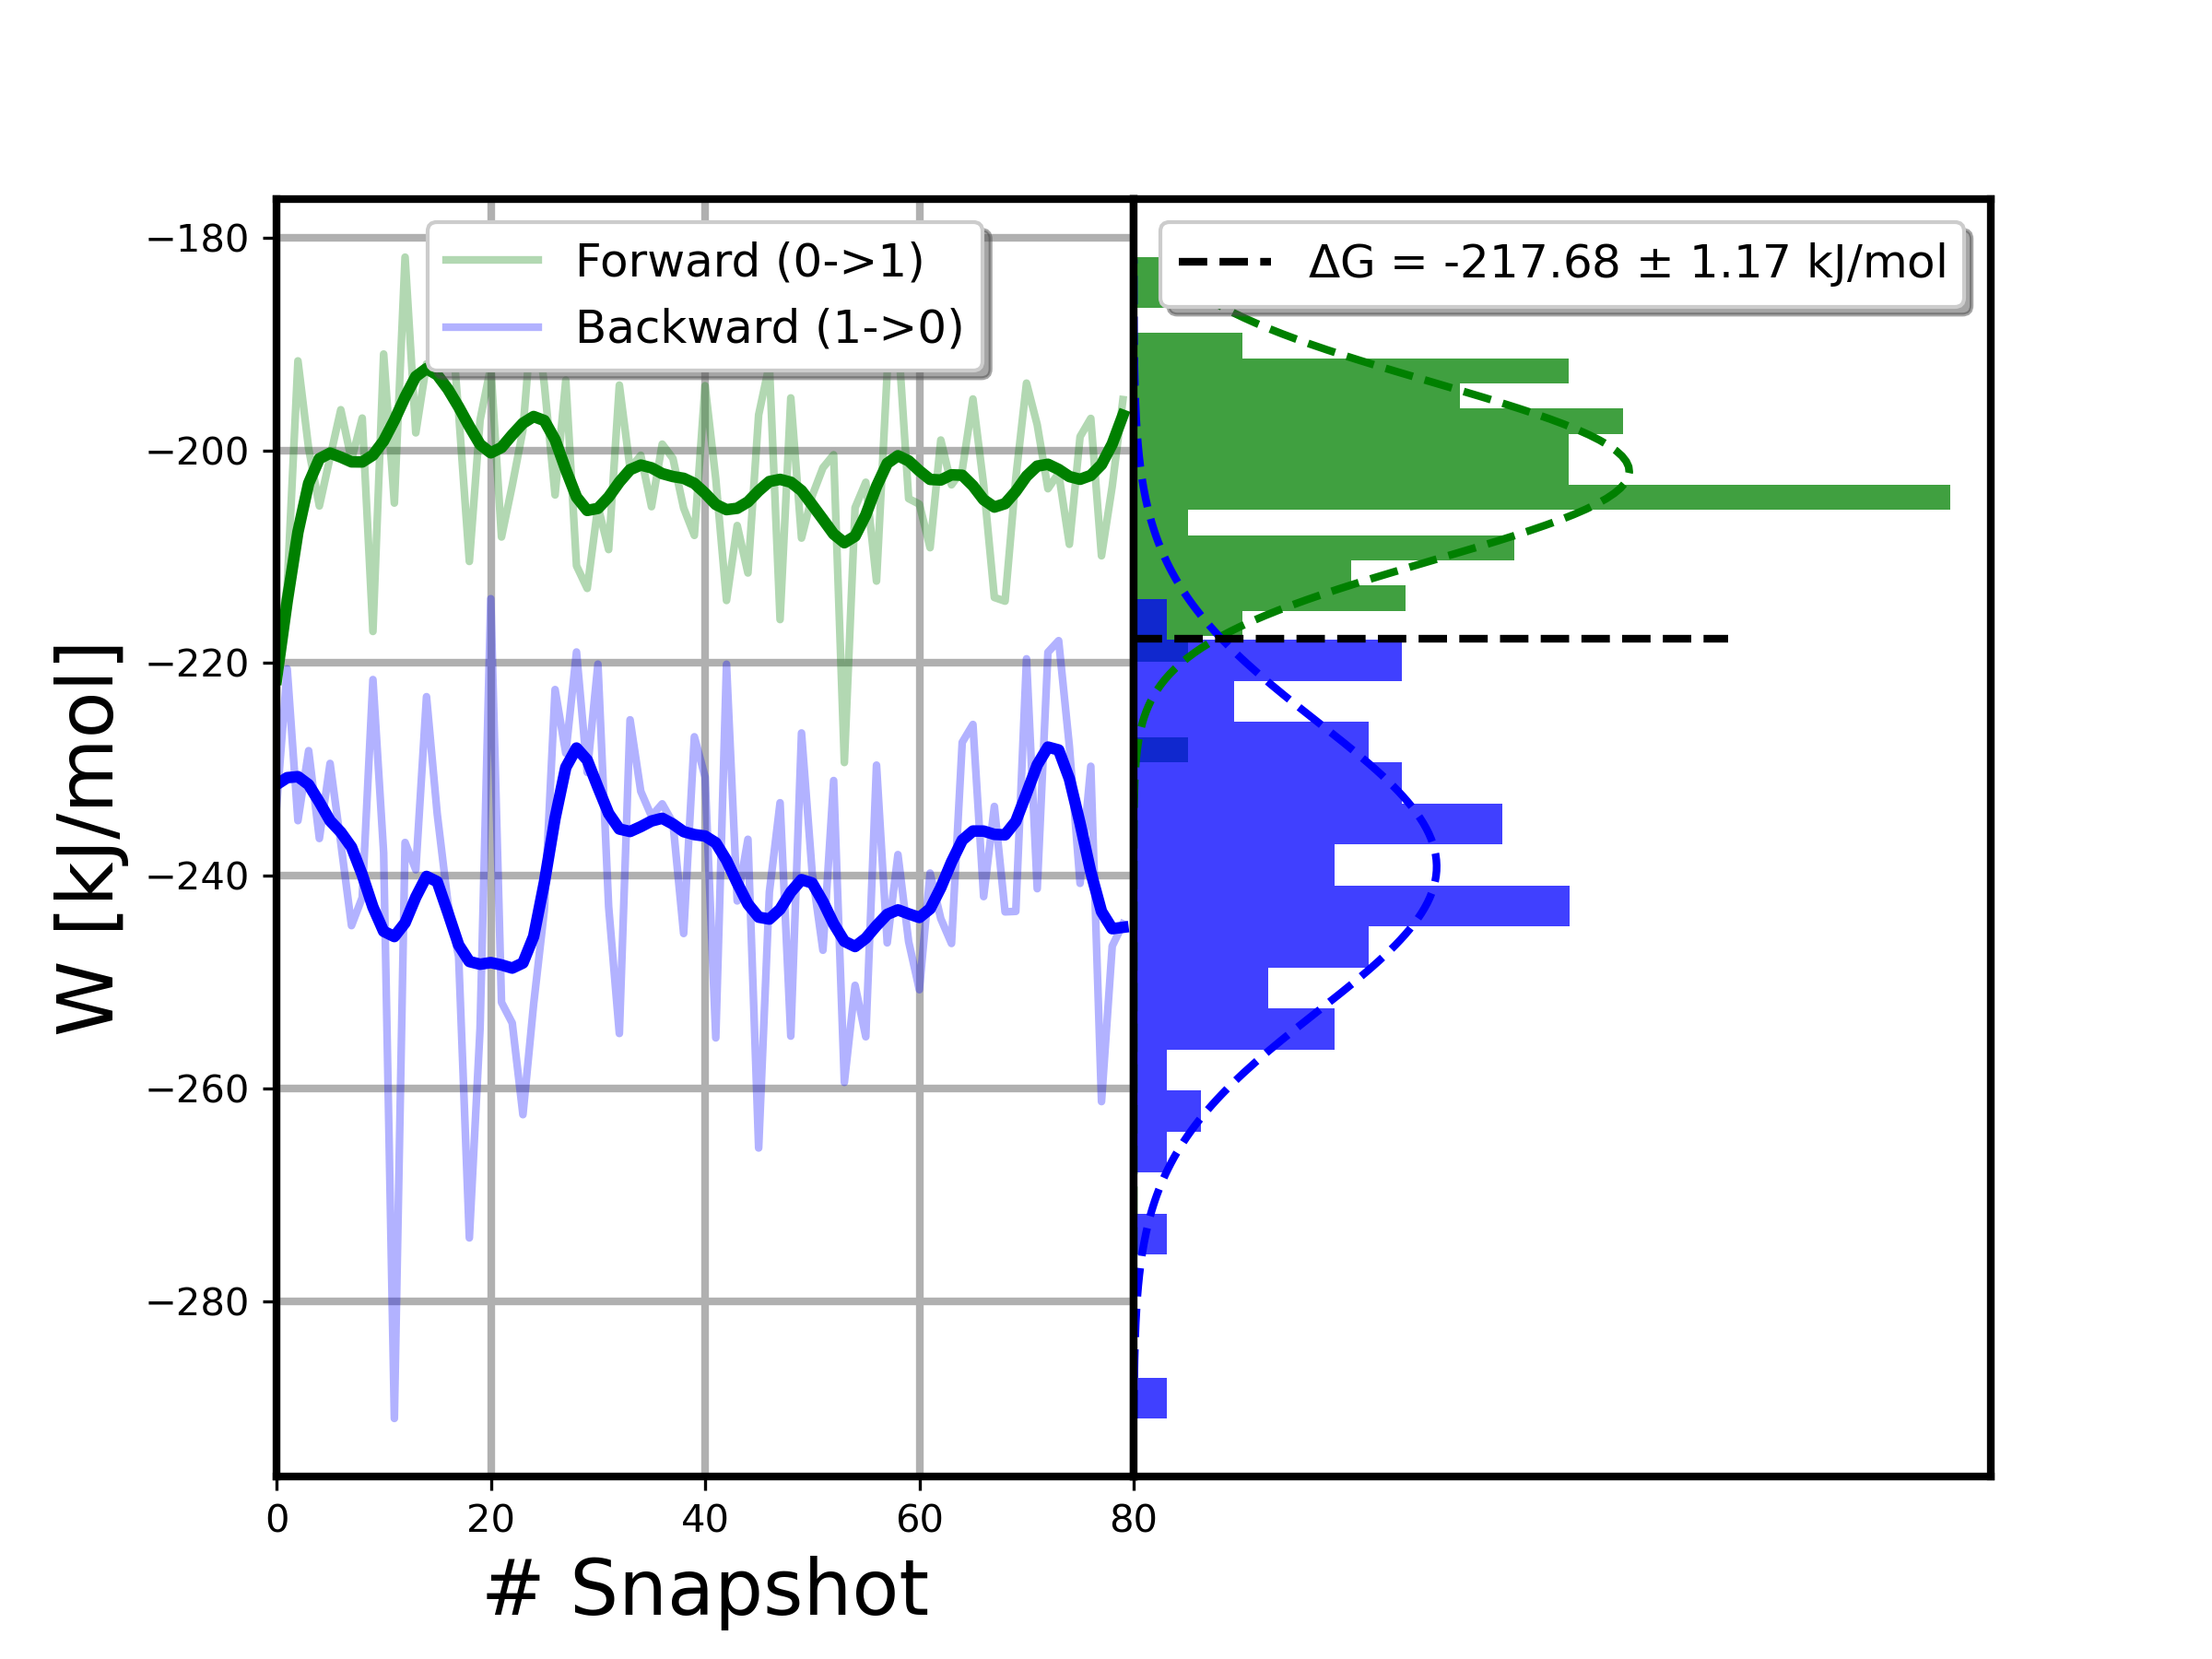 Forward (0->1)
Backward (1->0)
ΔG = -217.68 ± 1.17 kJ/mol
W [kJ/mol]
−180
−200
−220
−240
−260
−280
0 20 40 60 80
# Snapshot